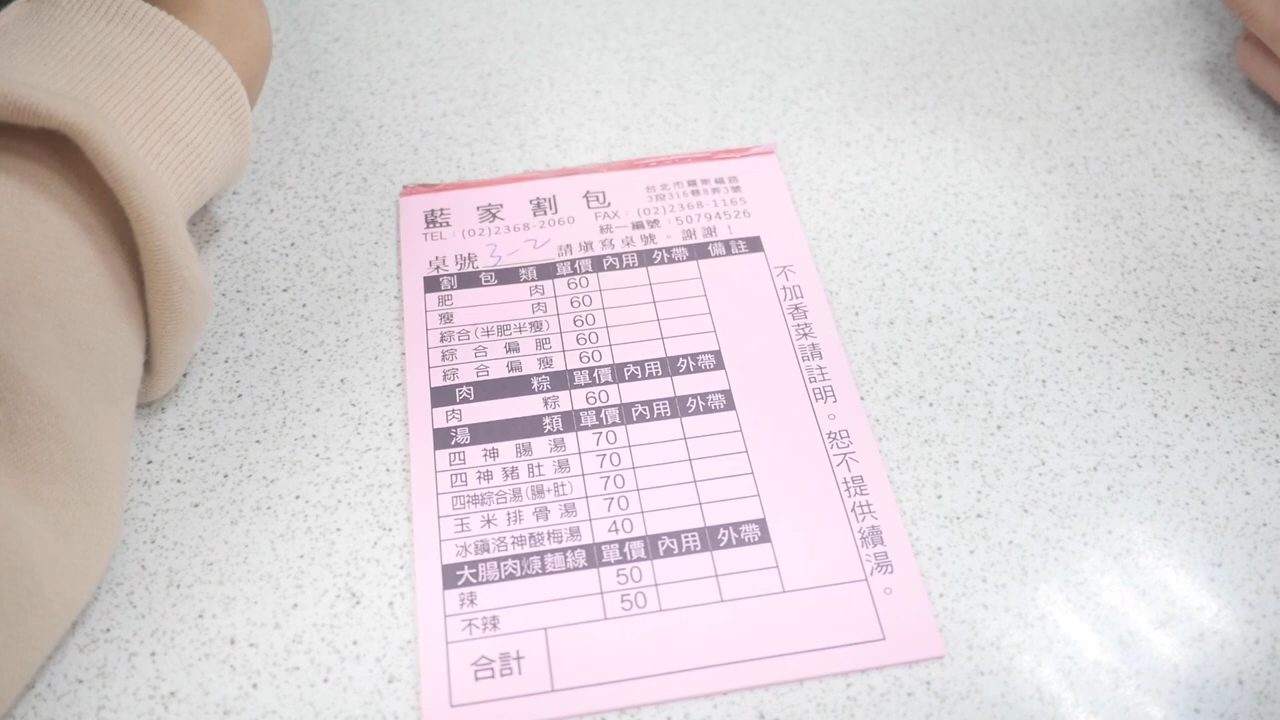 藍家割包
台北市羅斯福路
3段316巷8弄3號
TEL：(02)2368-2060 FAX：(02)2368-1165
統一編號：50794526
桌號 3-2 請填寫桌號。謝謝！
割包類 單價 內用 外帶 備註
肥肉 60
瘦肉 60
綜合(半肥半瘦) 60
綜合偏肥 60
綜合偏瘦 60
肉粽 單價 內用 外帶
肉粽 60
湯類 單價 內用 外帶
四神腸湯 70
四神豬肚湯 70
四神綜合湯(腸+肚) 70
玉米排骨湯 70
冰鎮洛神酸梅湯 40
大腸肉焿麵線 單價 內用 外帶
辣 50
不辣 50
合計
不加香菜請註明。恕不提供續湯。